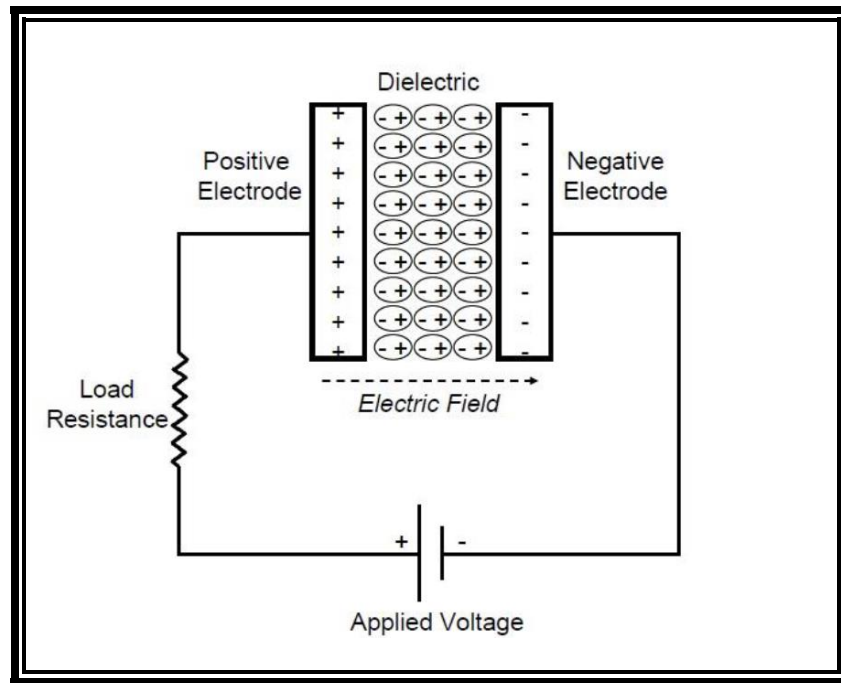 Dielectric
+ - + - + - + -
+ - + - + - + -
+ - + - + - + -
+ - + - + - + -
+ - + - + - + -
+ - + - + - + -
+ - + - + - + -
+ - + - + - + -
+ - + - + - + -
Positive
Electrode
Negative
Electrode
Electric Field
Load
Resistance
+ -
Applied Voltage